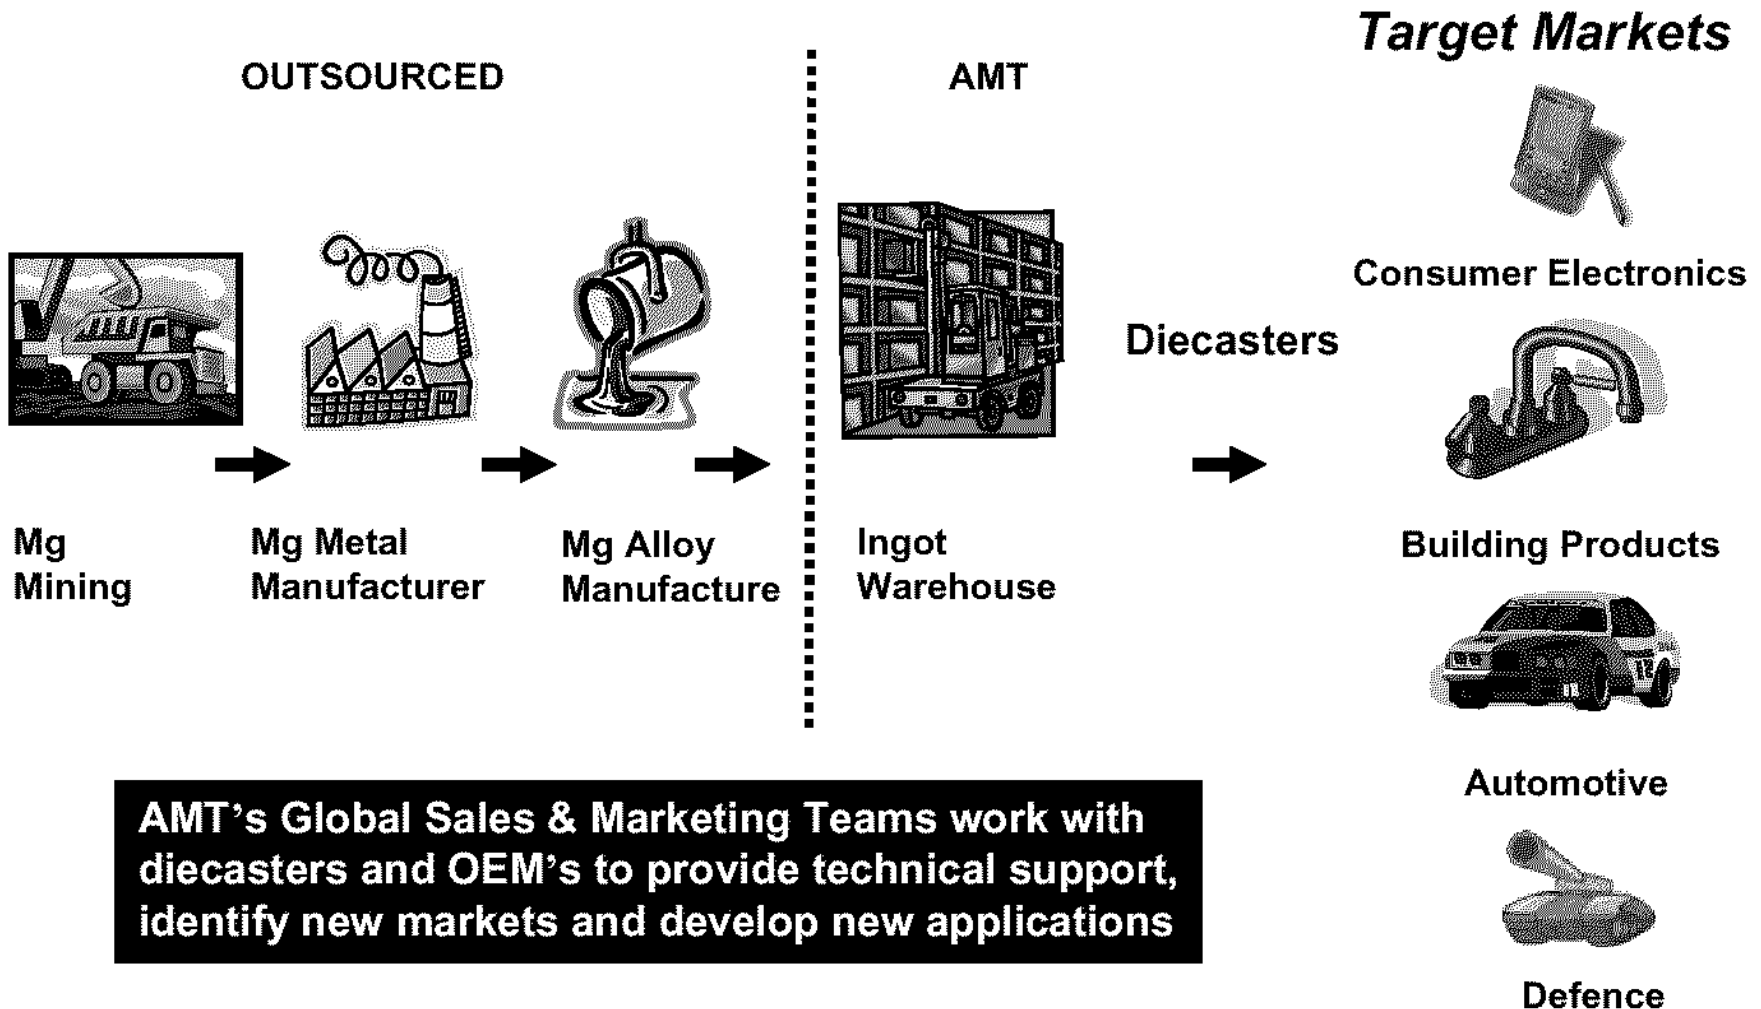 Target Markets
OUTSOURCED
AMT
Consumer Electronics
Diecasters
Mg
Mining
Mg Metal
Manufacturer
Mg Alloy
Manufacture
Ingot
Warehouse
Building Products
Automotive
AMT’s Global Sales & Marketing Teams work with
diecasters and OEM’s to provide technical support,
identify new markets and develop new applications
Defence